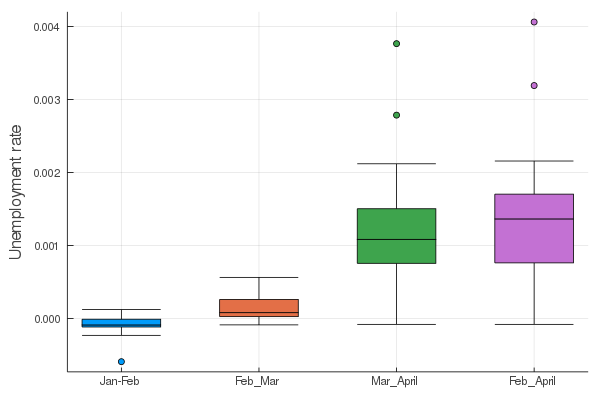 Unemployment rate
0.004
0.003
0.002
0.001
0.000
Jan-Feb
Feb_Mar
Mar_April
Feb_April